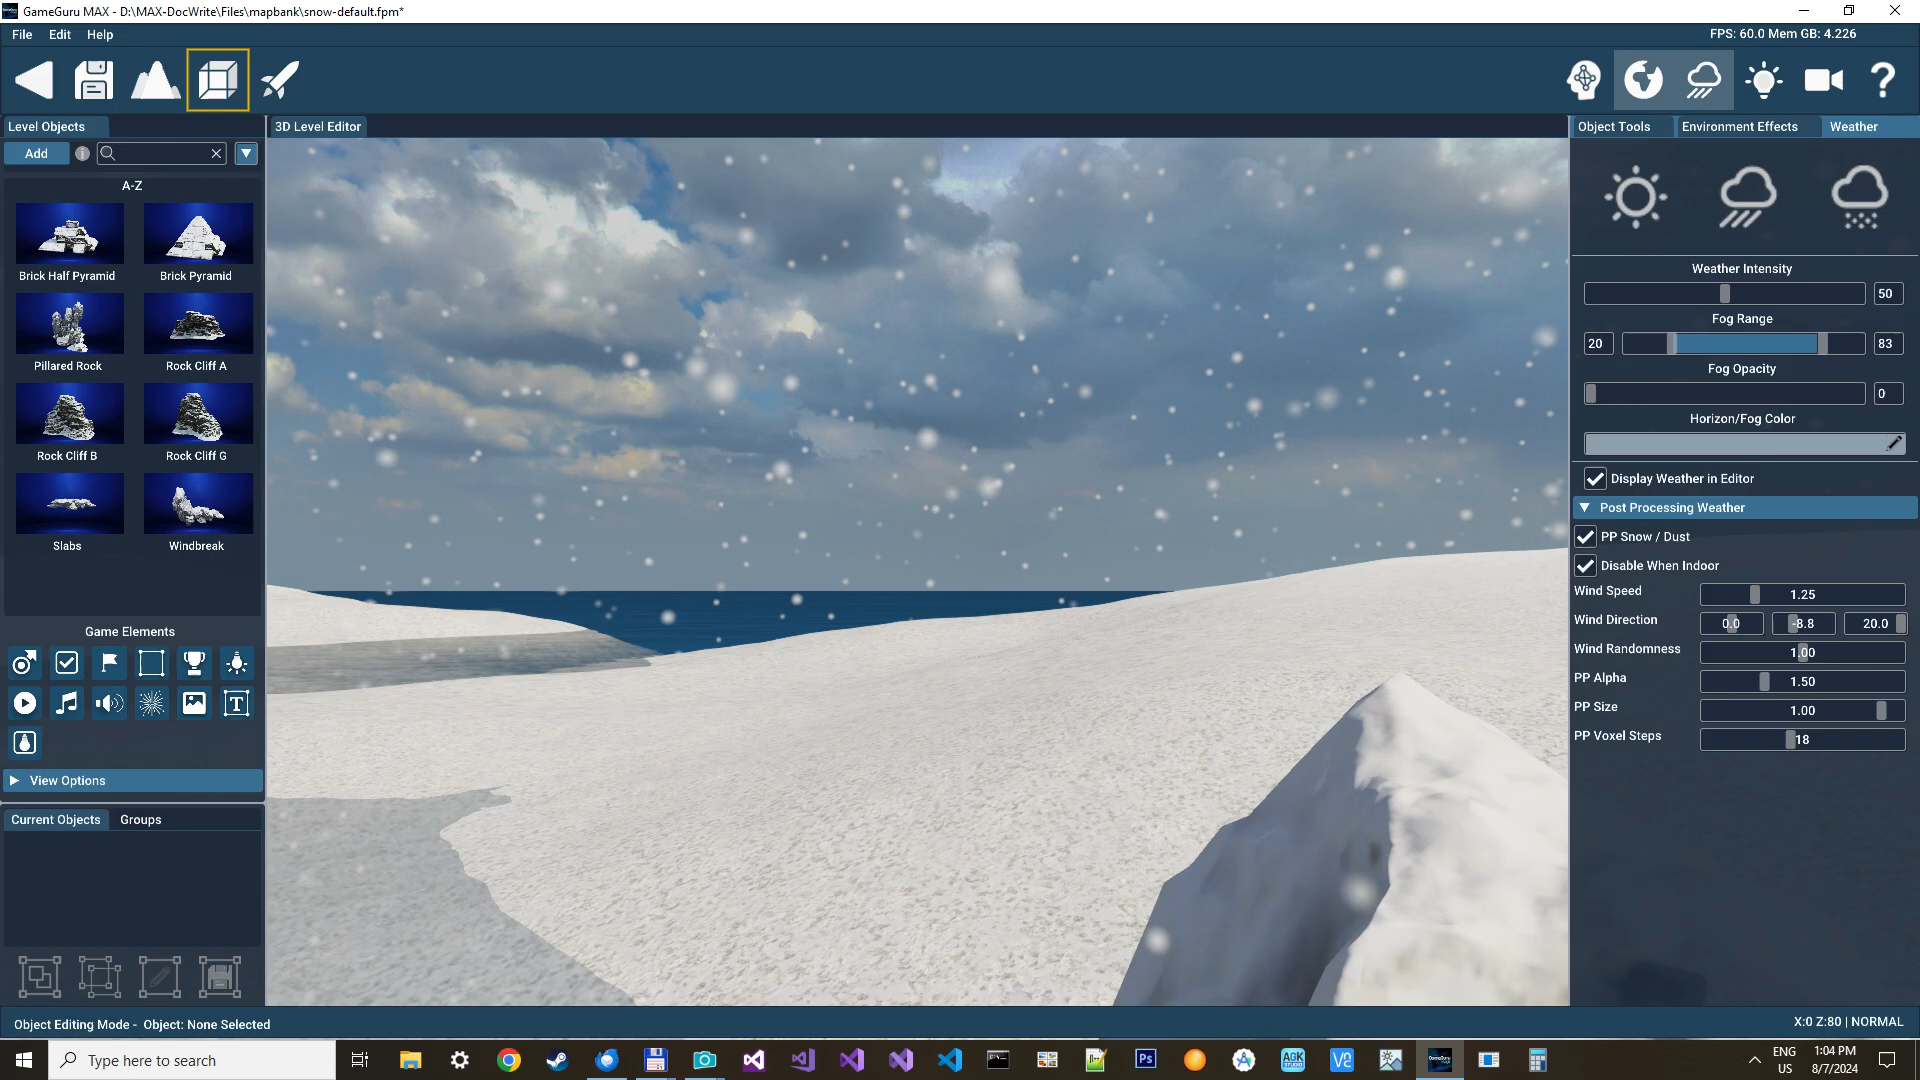 GameGuru MAX - D:\MAX-DocWrite\Files\mapbank\snow-default.fpm*
File Edit Help
FPS: 60.0 Mem GB: 4.226
Level Objects
3D Level Editor
Object Tools Environment Effects Weather
Add
A-Z
Brick Half Pyramid Brick Pyramid
Pillared Rock Rock Cliff A
Rock Cliff B Rock Cliff G
Slabs Windbreak
Game Elements
T
View Options
Current Objects Groups
Weather Intensity
50
Fog Range
20 83
Fog Opacity
0
Horizon/Fog Color
Display Weather in Editor
Post Processing Weather
PP Snow / Dust
Disable When Indoor
Wind Speed 1.25
Wind Direction 0.0 -8.8 20.0
Wind Randomness 1.00
PP Alpha 1.50
PP Size 1.00
PP Voxel Steps 18
Object Editing Mode - Object: None Selected
X:0 Z:80 | NORMAL
Type here to search
Ps
AGK
ENG
US
1:04 PM
8/7/2024